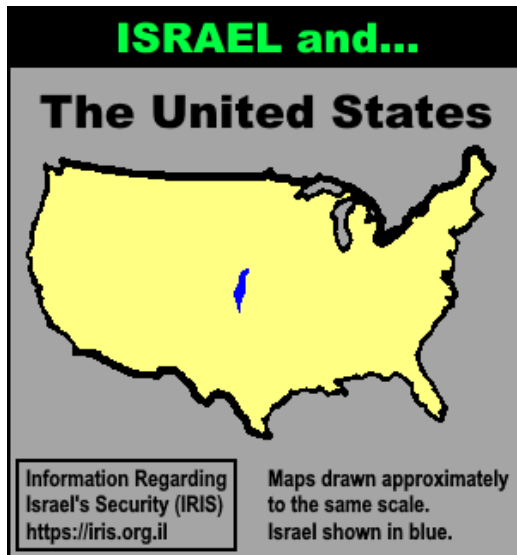 ISRAEL and...
The United States
Information Regarding
Israel's Security (IRIS)
https://iris.org.il
Maps drawn approximately
to the same scale.
Israel shown in blue.